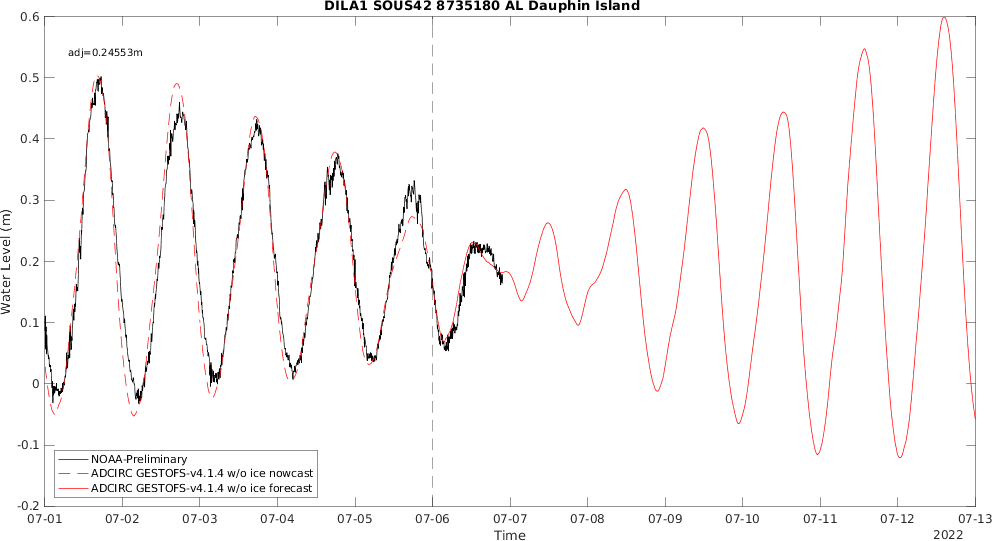 DILA1 SOUS42 8735180 AL Dauphin Island
adj=0.24553m
Water Level (m)
0.6
0.5
0.4
0.3
0.2
0.1
0
-0.1
-0.2
NOAA-Preliminary
ADCIRC GESTOFS-v4.1.4 w/o ice nowcast
ADCIRC GESTOFS-v4.1.4 w/o ice forecast
07-01 07-02 07-03 07-04 07-05 07-06 07-07 07-08 07-09 07-10 07-11 07-12 07-13
Time
2022